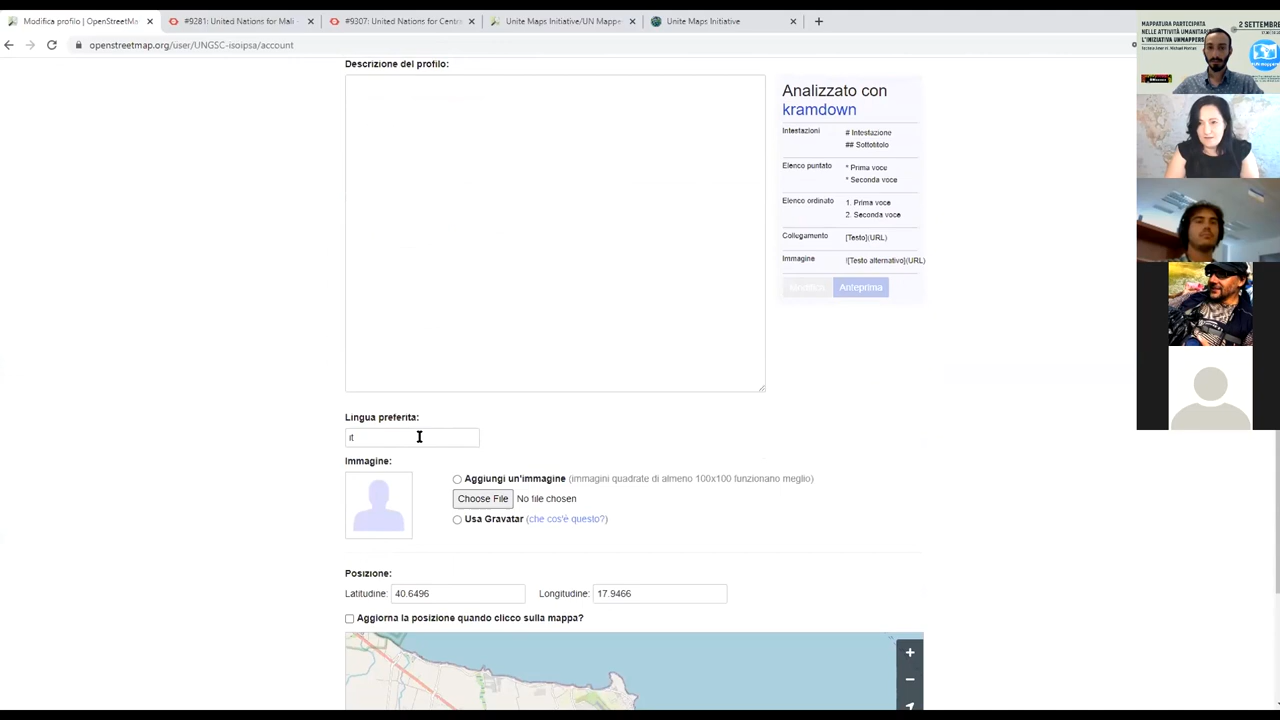 Modifica profilo | OpenStreetMa
#9281: United Nations for Mali -
#9307: United Nations for Centra
Unite Maps Initiative/UN Mappe
Unite Maps Initiative
openstreetmap.org/user/UNGSC-isoipsa/account
MAPPATURA PARTECIPATA
NELLE ATTIVITÀ UMANITARI
L'INIZIATIVA UNMAPPERS
2 SETTEMBRE
Descrizione del profilo:
Analizzato con
kramdown
Intestazioni
# Intestazione
## Sottotitolo
Elenco puntato
* Prima voce
* Seconda voce
Elenco ordinato
1. Prima voce
2. Seconda voce
Collegamento
[Testo](URL)
Immagine
![Testo alternativo](URL)
Modifica
Anteprima
Lingua preferita:
it
Immagine:
Aggiungi un'immagine (immagini quadrate di almeno 100x100 funzionano meglio)
Choose File No file chosen
Usa Gravatar (che cos'è questo?)
Posizione:
Latitudine: 40.6496 Longitudine: 17.9466
Aggiorna la posizione quando clicco sulla mappa?